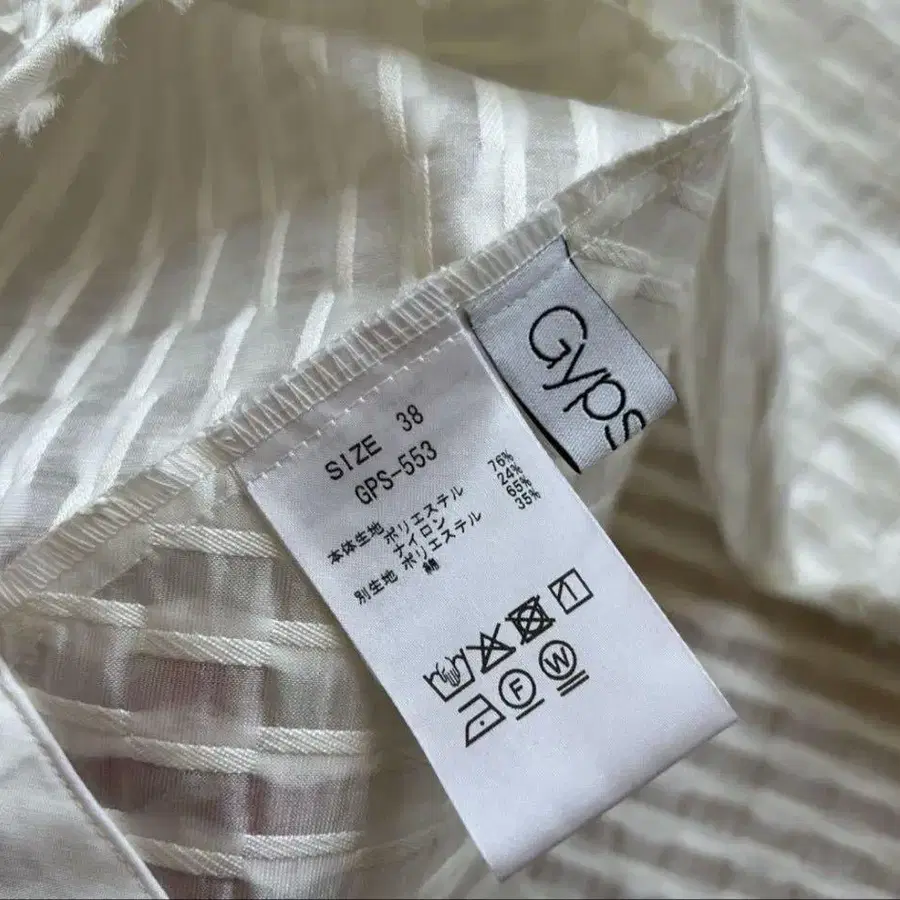 Gyps
SIZE 38
GPS-553
本体生地 ポリエステル 76%
ナイロン 24%
別生地 ポリエステル 65%
綿 35%
F
W